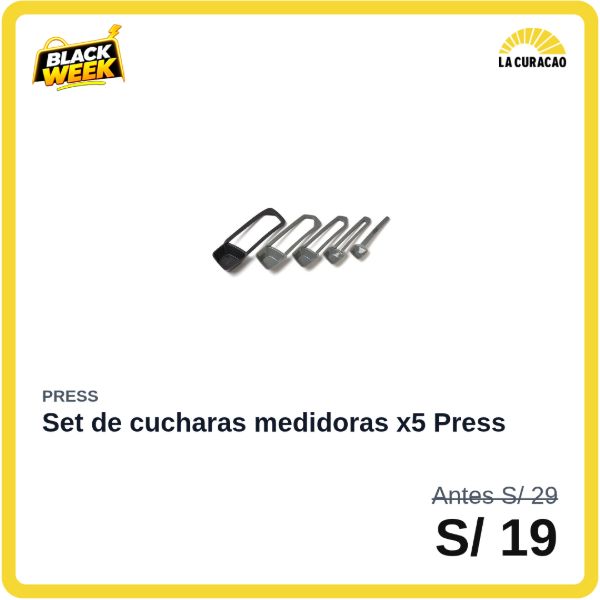 BLACK
WEEK
LA CURACAO
PRESS
Set de cucharas medidoras x5 Press
Antes S/ 29
S/ 19